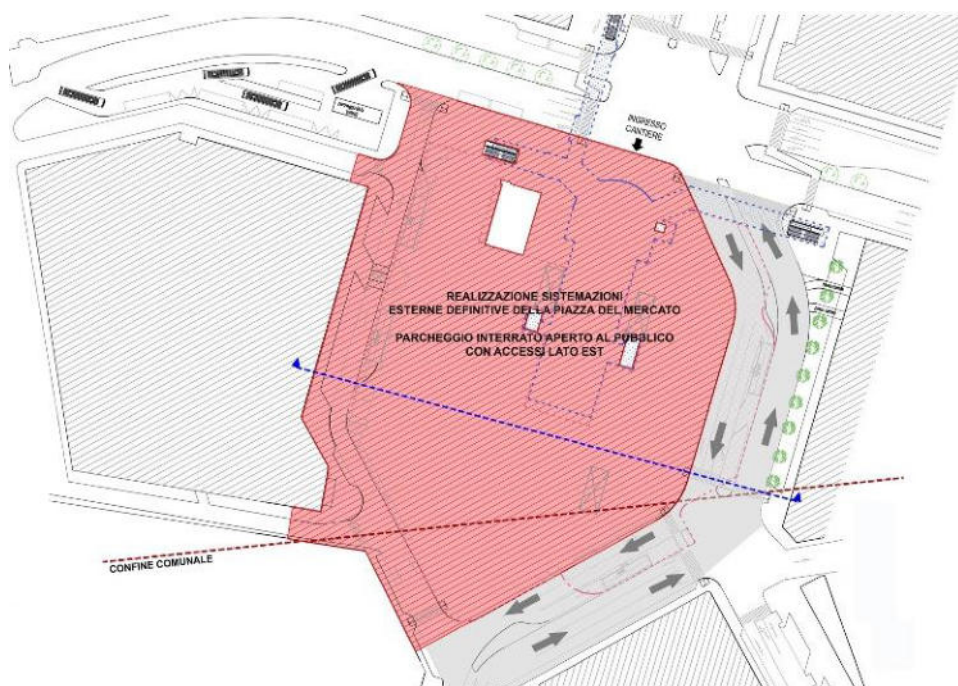 INGRESSO
CANTIERE
REALIZZAZIONE SISTEMAZIONI
ESTERNE DEFINITIVE DELLA PIAZZA DEL MERCATO
PARCHEGGIO INTERRATO APERTO AL PUBBLICO
CON ACCESSI LATO EST
CONFINE COMUNALE